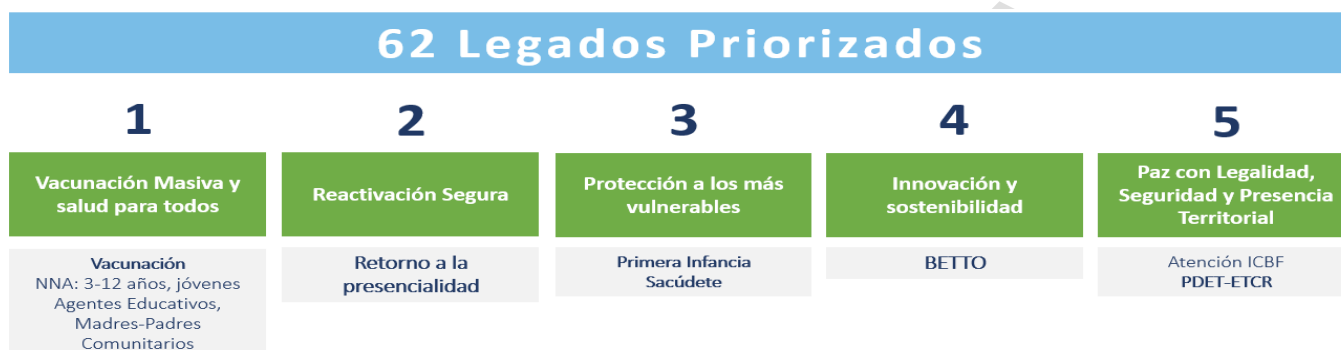 62 Legados Priorizados
1
2
3
4
5
Vacunación Masiva y
salud para todos
Reactivación Segura
Protección a los más
vulnerables
Innovación y
sostenibilidad
Paz con Legalidad,
Seguridad y Presencia
Territorial
Vacunación
NNA: 3-12 años, jóvenes
Agentes Educativos,
Madres-Padres
Comunitarios
Retorno a la
presencialidad
Primera Infancia
Sacúdete
BETTO
Atención ICBF
PDET-ETCR